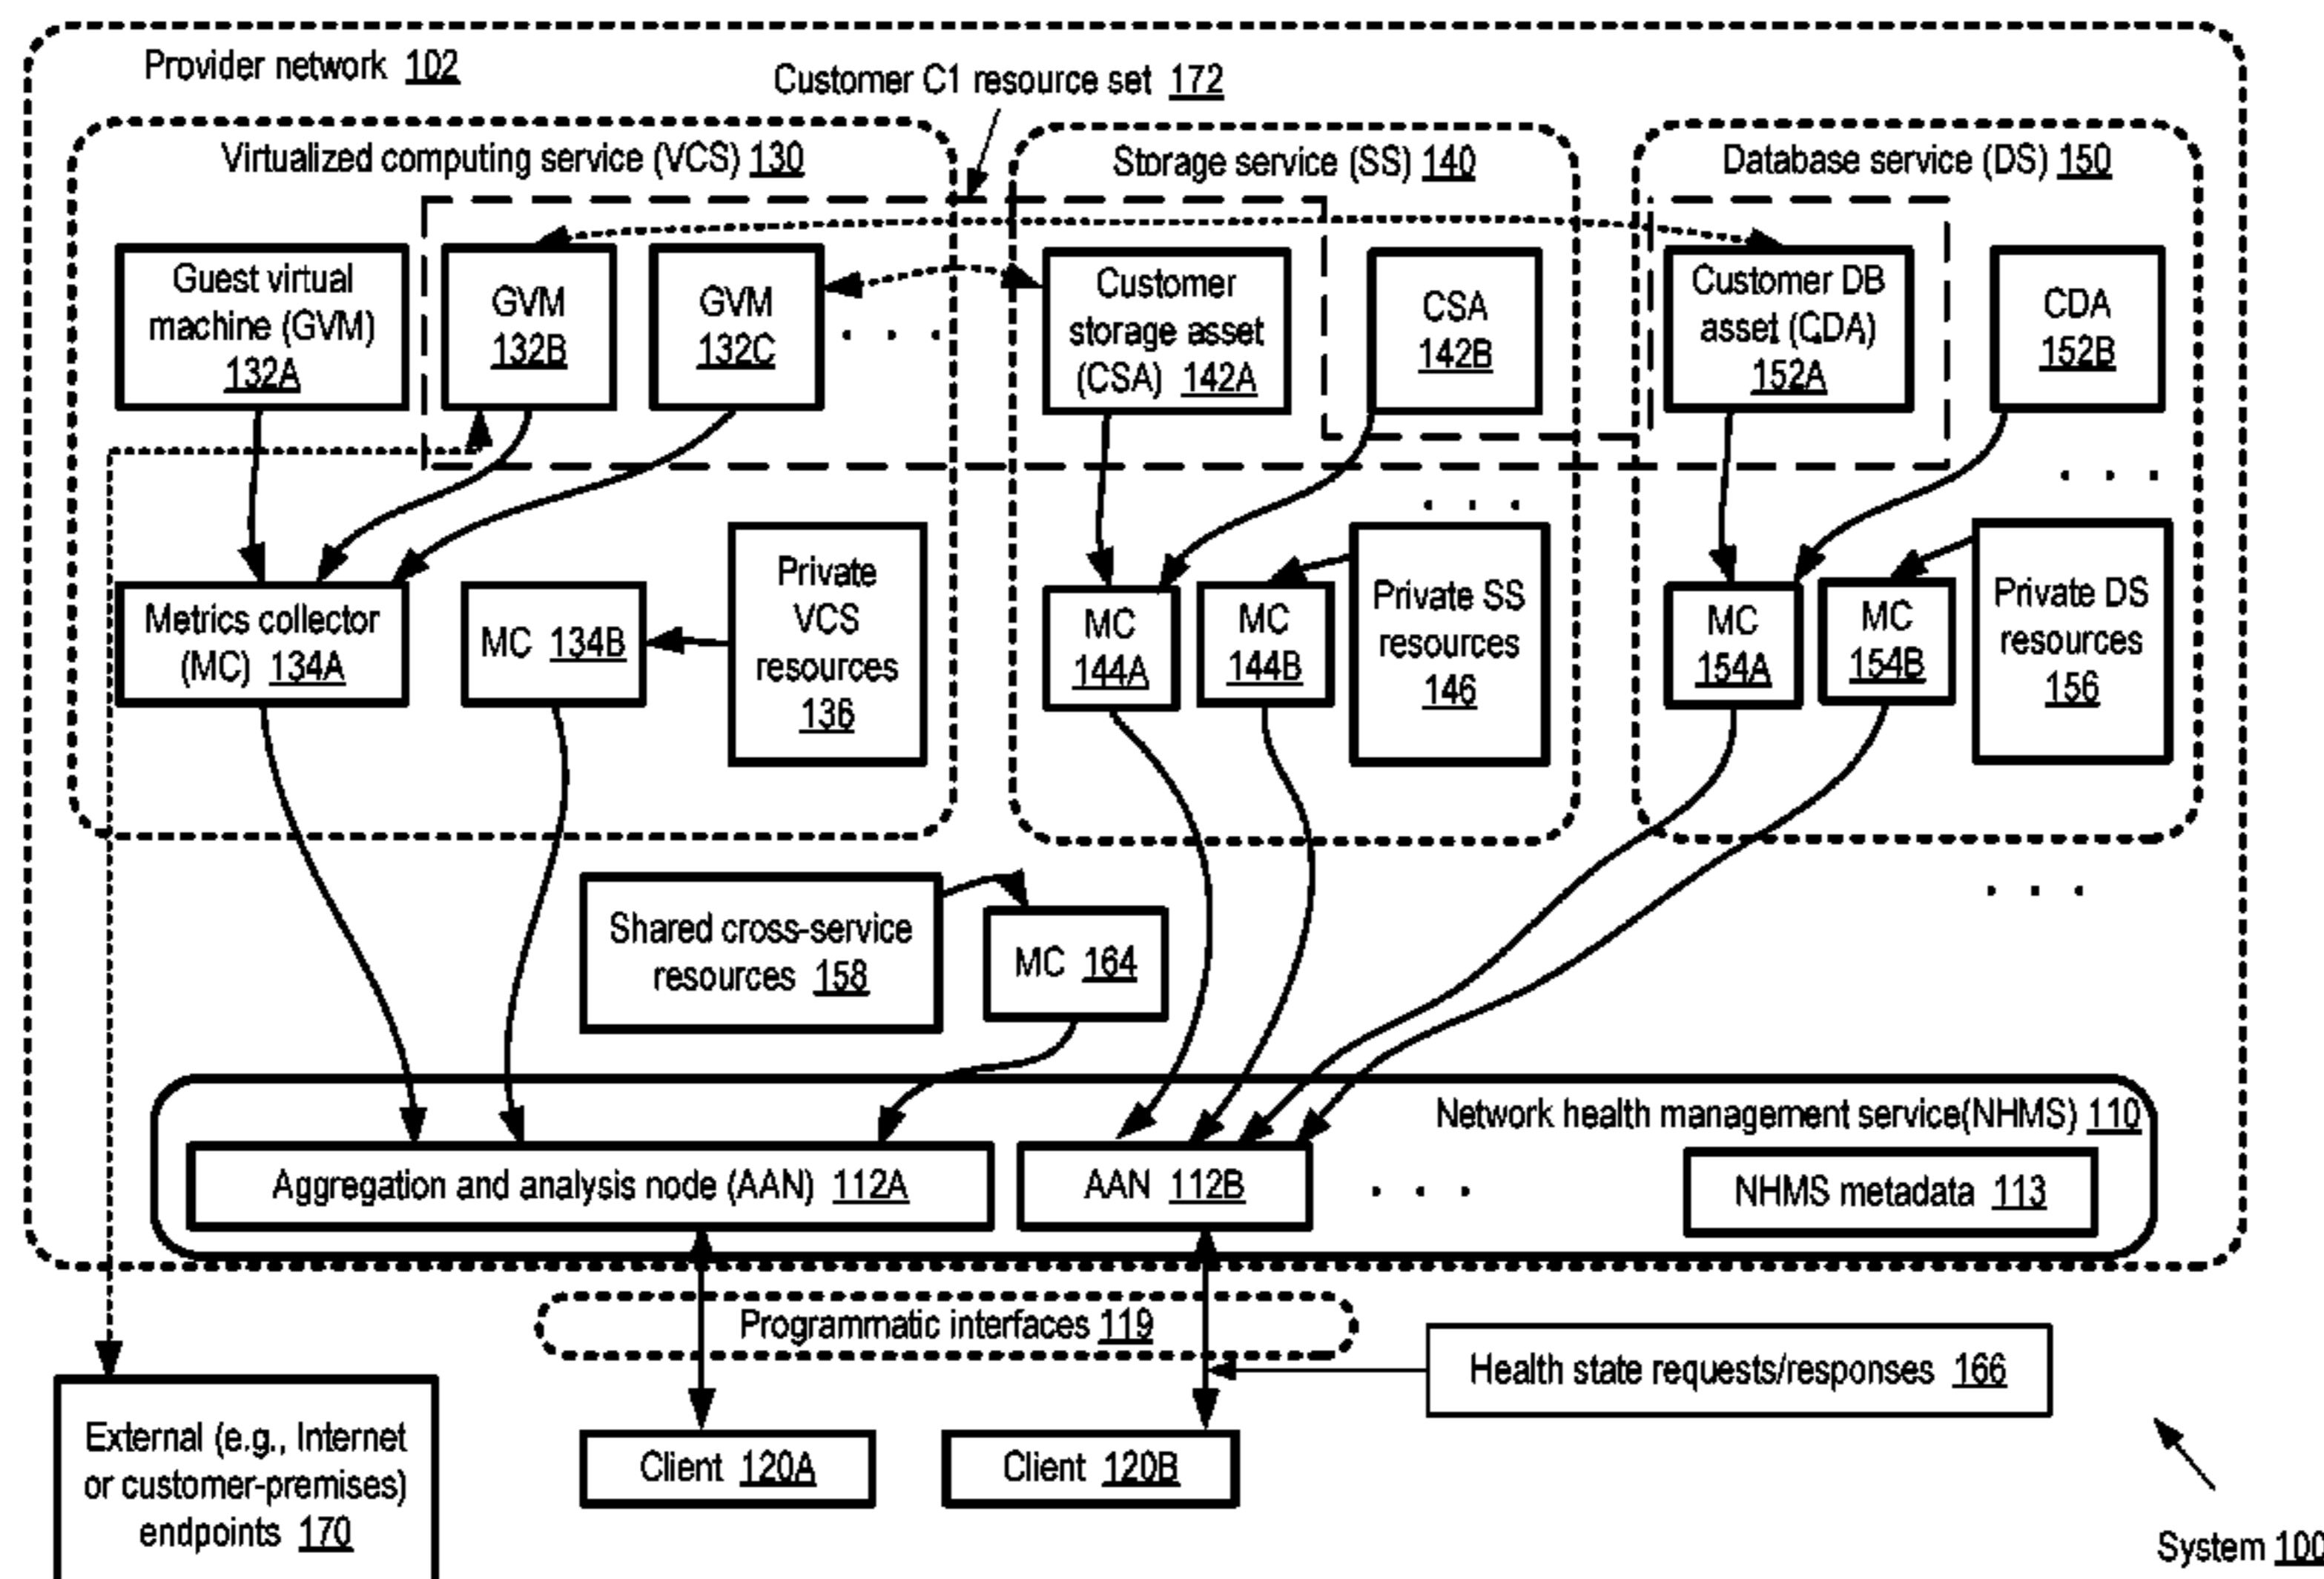 Provider network 102
Customer C1 resource set 172
Virtualized computing service (VCS) 130
Storage service (SS) 140
Database service (DS) 150
Guest virtual
machine (GVM)
132A
GVM
132B
GVM
132C
. . .
Customer
storage asset
(CSA) 142A
CSA
142B
Customer DB
asset (CDA)
152A
CDA
152B
. . .
. . .
Metrics collector
(MC) 134A
MC 134B
Private
VCS
resources
136
MC
144A
MC
144B
Private SS
resources
146
MC
154A
MC
154B
Private DS
resources
156
Shared cross-service
resources 158
MC 164
. . .
Network health management service(NHMS) 110
Aggregation and analysis node (AAN) 112A
AAN 112B
. . .
NHMS metadata 113
Programmatic interfaces 119
Health state requests/responses 166
External (e.g., Internet
or customer-premises)
endpoints 170
Client 120A
Client 120B
System 100